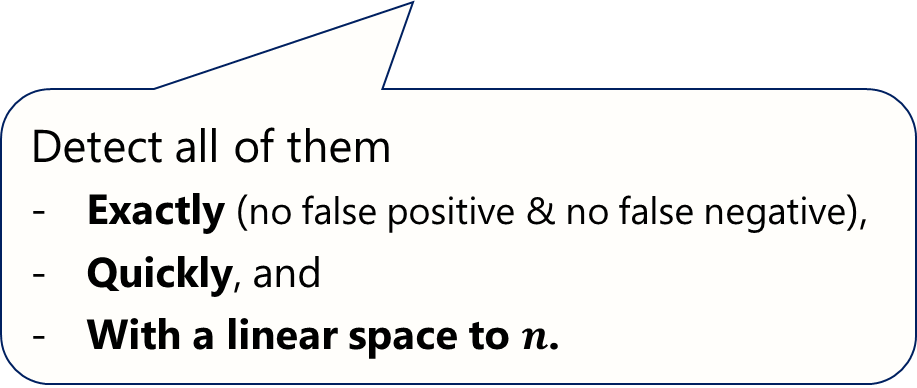 Detect all of them
- Exactly (no false positive & no false negative),
- Quickly, and
- With a linear space to n.